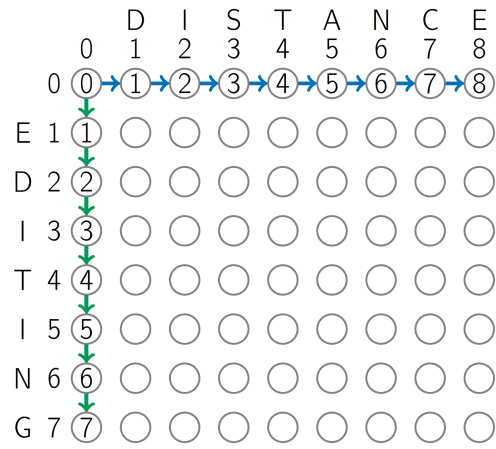 D I S T A N C E
0 1 2 3 4 5 6 7 8
0 0 1 2 3 4 5 6 7 8
E 1 1
D 2 2
I 3 3
T 4 4
I 5 5
N 6 6
G 7 7